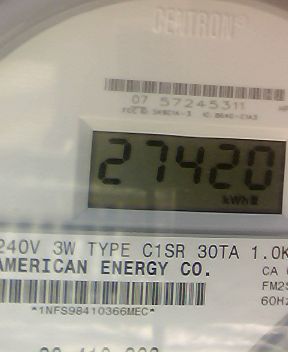 CENTRON®
07 57245311
27420
kWh
240V 3W TYPE C1SR 30TA 1.0K
AMERICAN ENERGY CO.
CA
FM2S
60Hz
*1NFS98410366MEC*